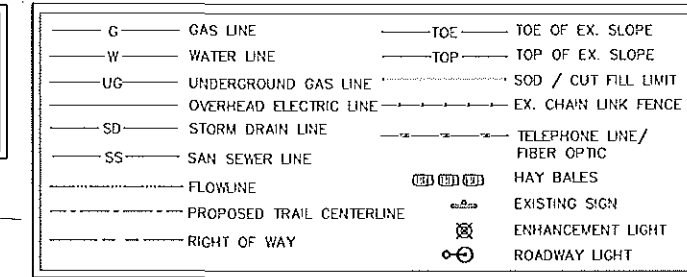 G GAS LINE
W WATER LINE
UG UNDERGROUND GAS LINE
OVERHEAD ELECTRIC LINE
SD STORM DRAIN LINE
SS SAN SEWER LINE
FLOWLINE
PROPOSED TRAIL CENTERLINE
RIGHT OF WAY
TOE TOE OF EX. SLOPE
TOP TOP OF EX. SLOPE
SOD / CUT FILL LIMIT
EX. CHAIN LINK FENCE
TELEPHONE LINE/
FIBER OPTIC
HAY BALES
EXISTING SIGN
ENHANCEMENT LIGHT
ROADWAY LIGHT